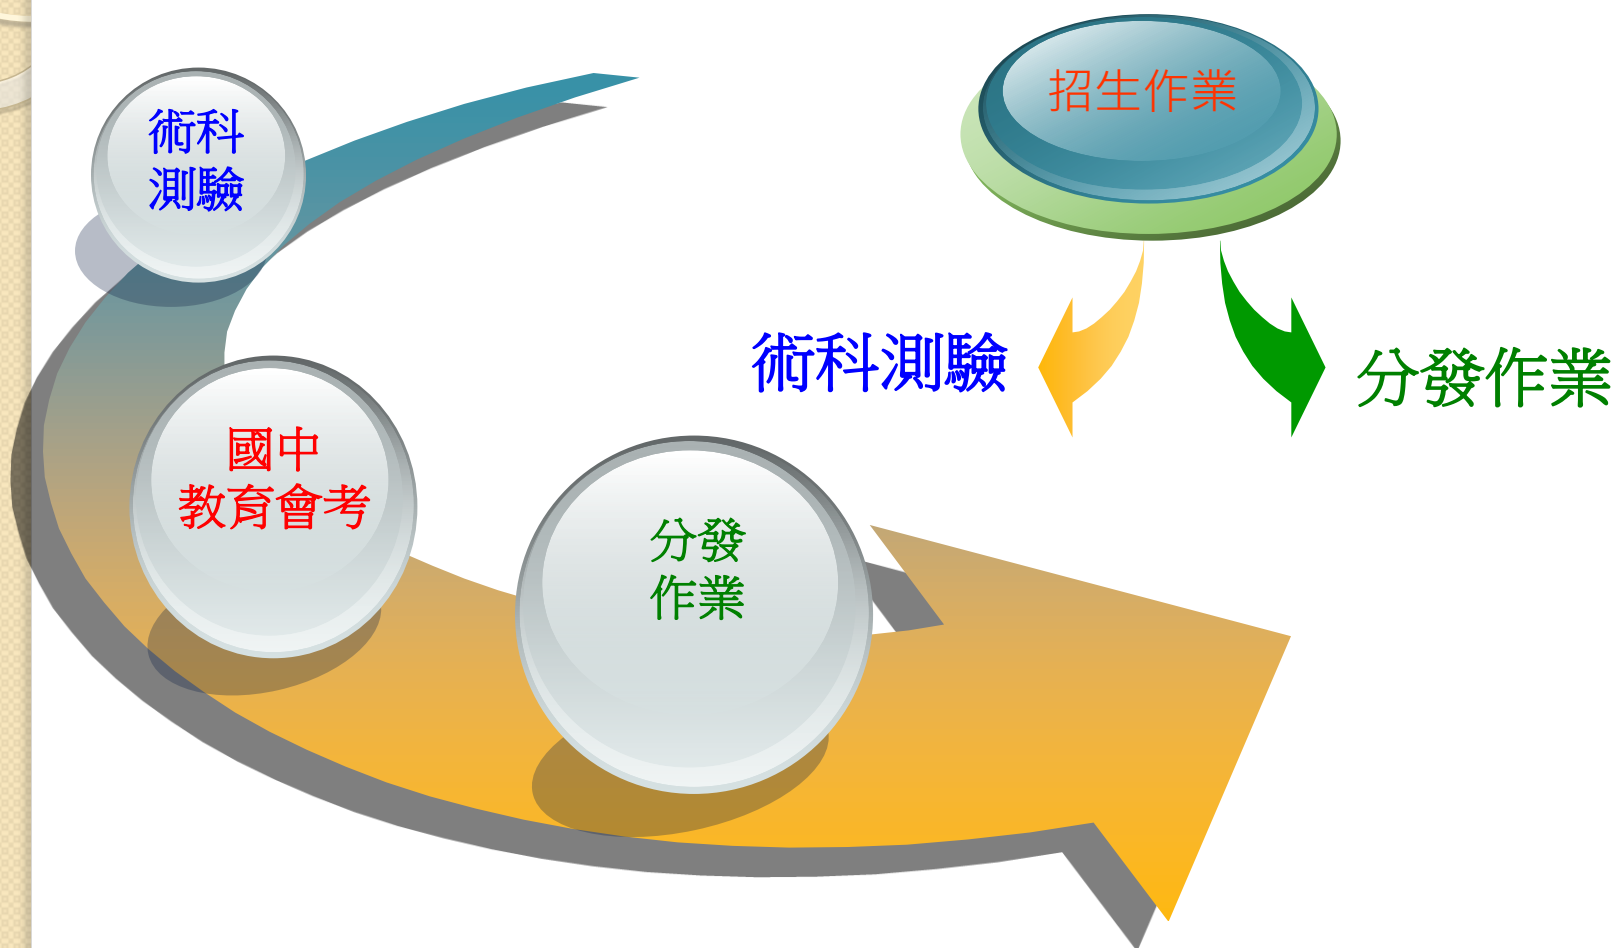 招生作業
術科
測驗
術科測驗
分發作業
國中
教育會考
分發
作業